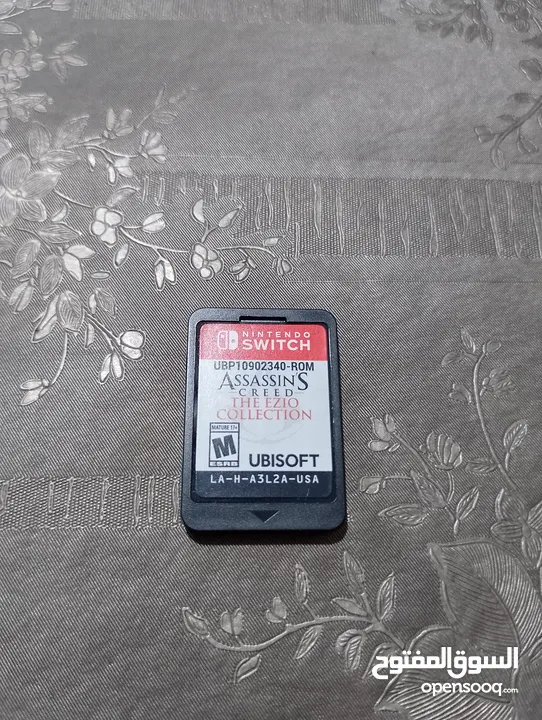 NINTENDO
SWITCH
UBP10902340-ROM
ASSASSIN'S
CREED
THE EZIO
COLLECTION
MATURE 17+
M
ESRB
UBISOFT
LA-H-A3L2A-USA
السوق المفتوح
opensooq.com